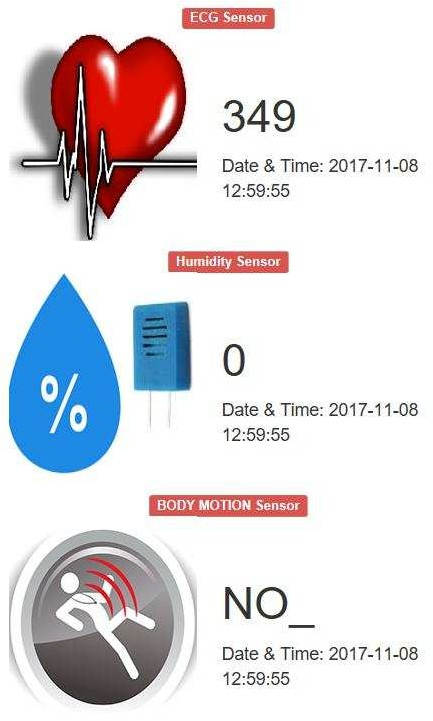 ECG Sensor
349
Date & Time: 2017-11-08
12:59:55
Humidity Sensor
%
0
Date & Time: 2017-11-08
12:59:55
BODY MOTION Sensor
NO_
Date & Time: 2017-11-08
12:59:55